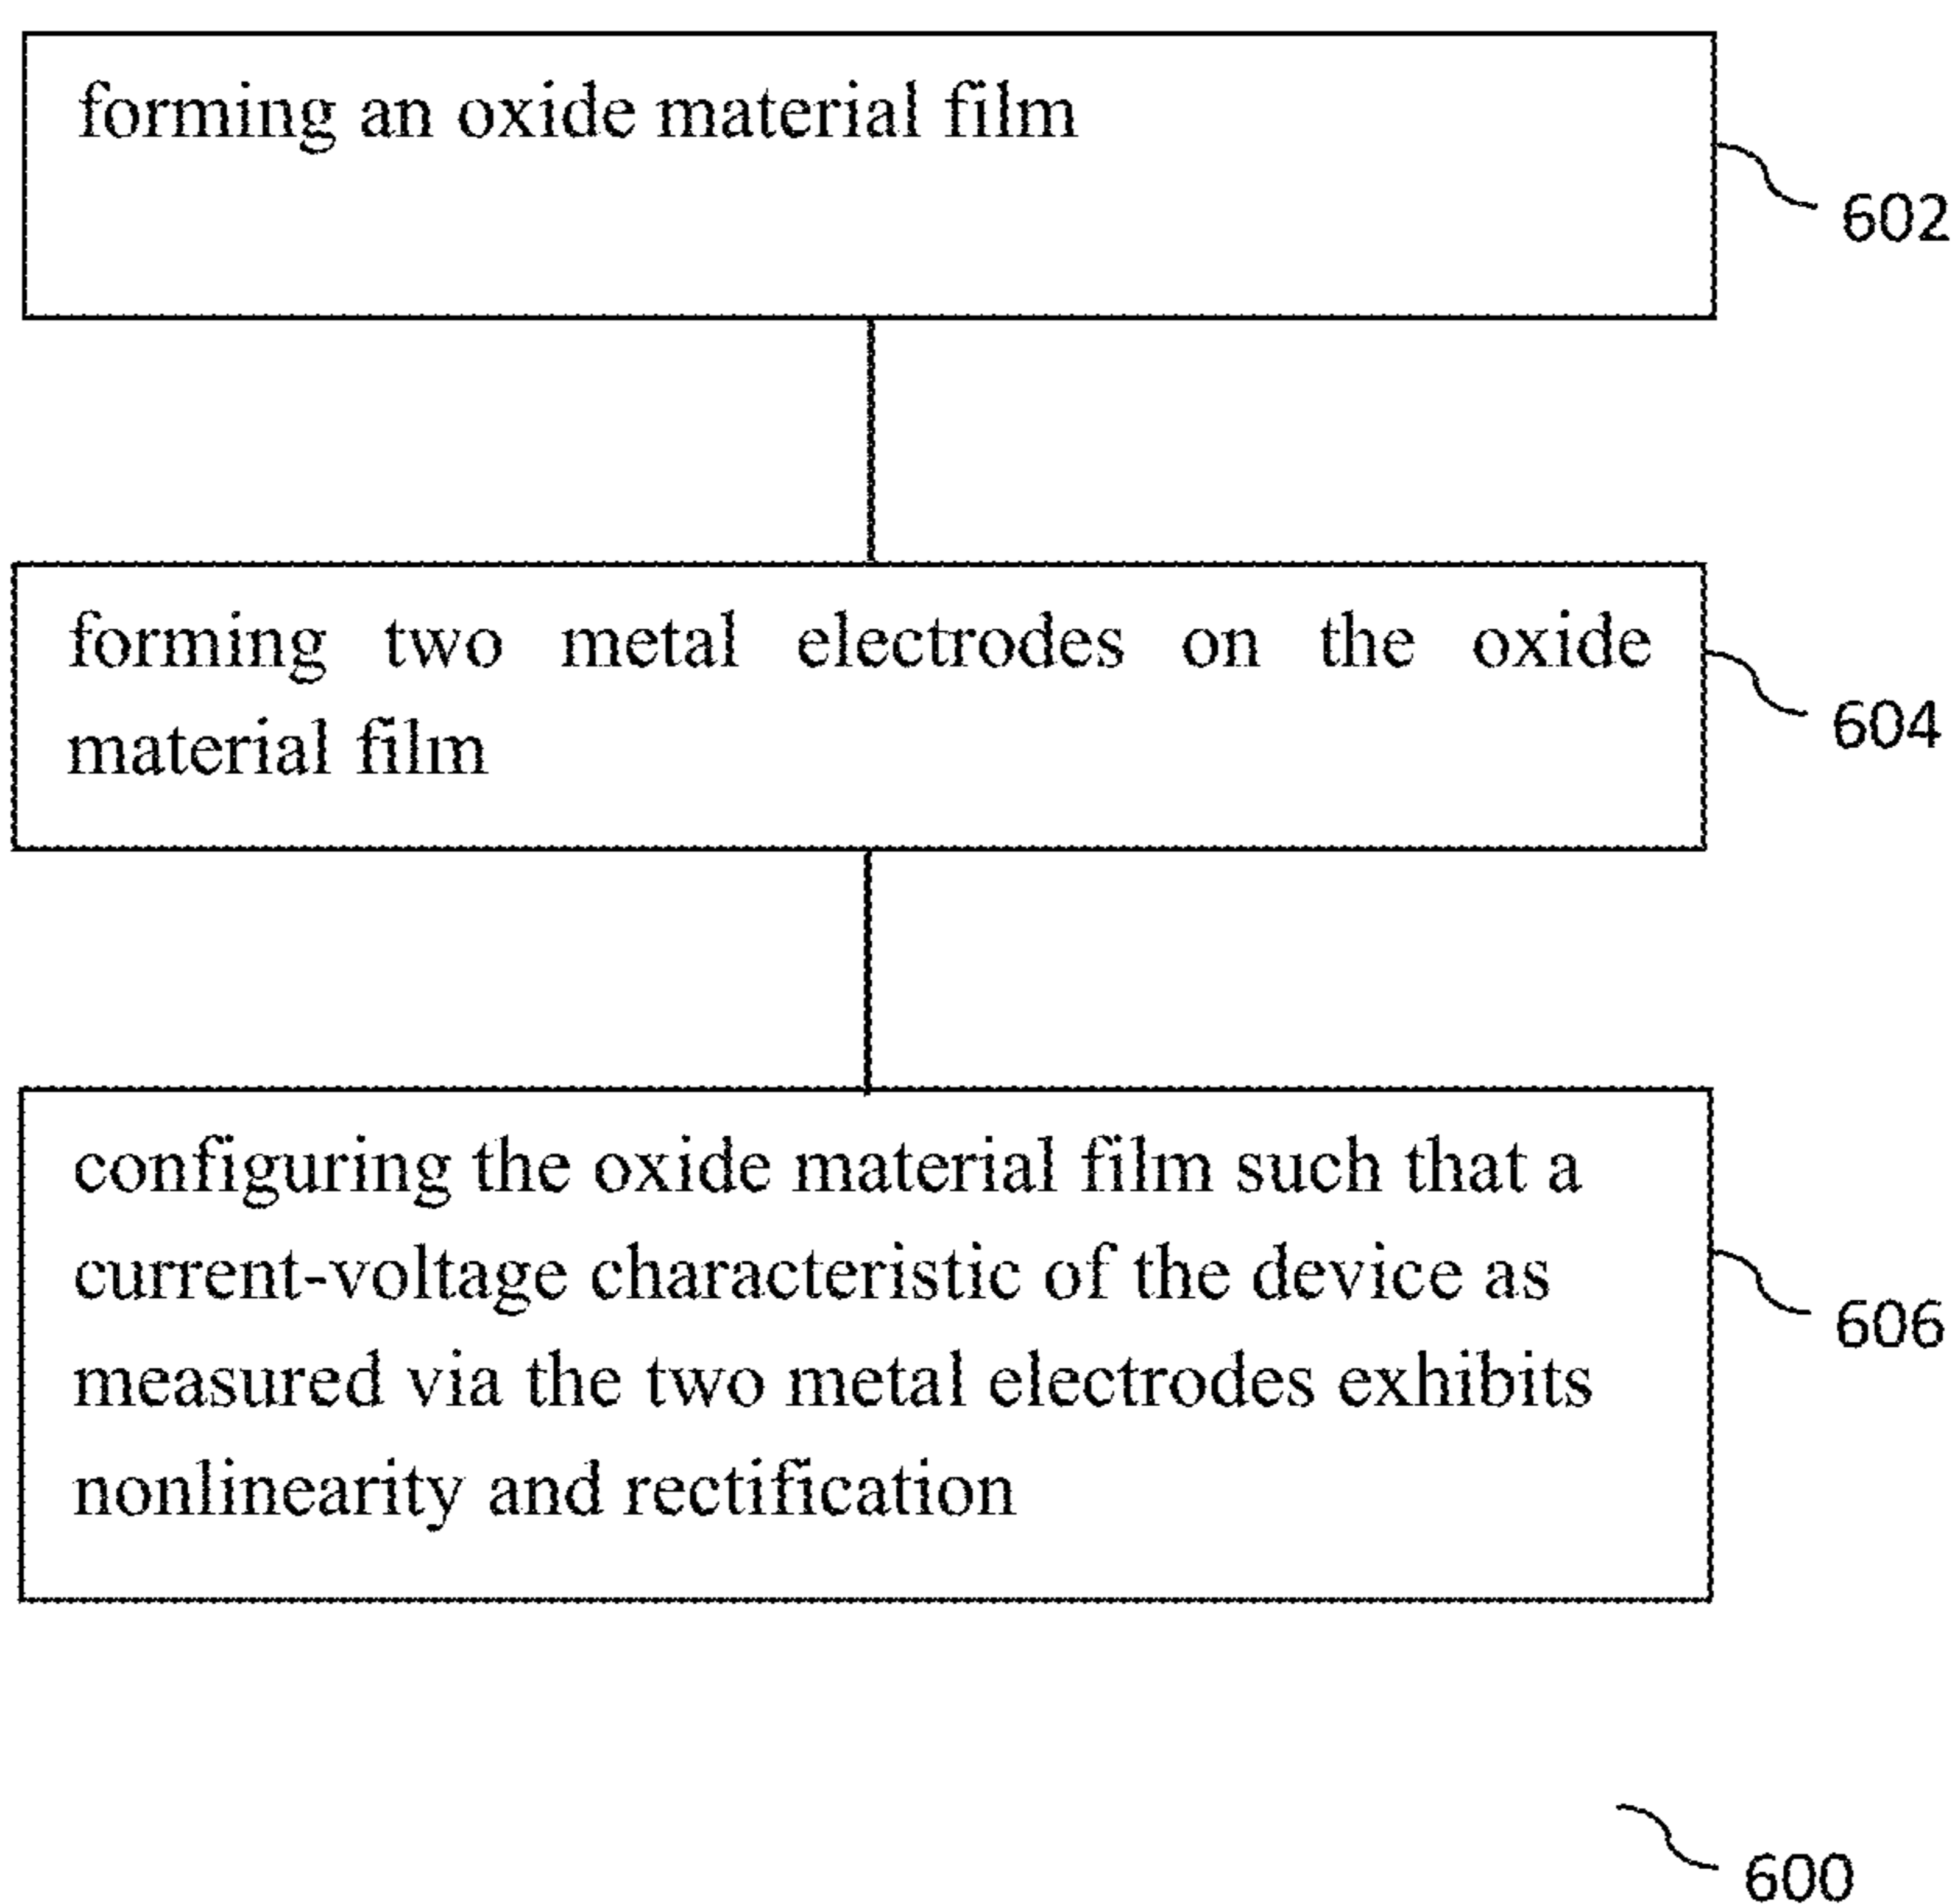 forming an oxide material film
602
forming two metal electrodes on the oxide
material film
604
configuring the oxide material film such that a
current-voltage characteristic of the device as
measured via the two metal electrodes exhibits
nonlinearity and rectification
606
600